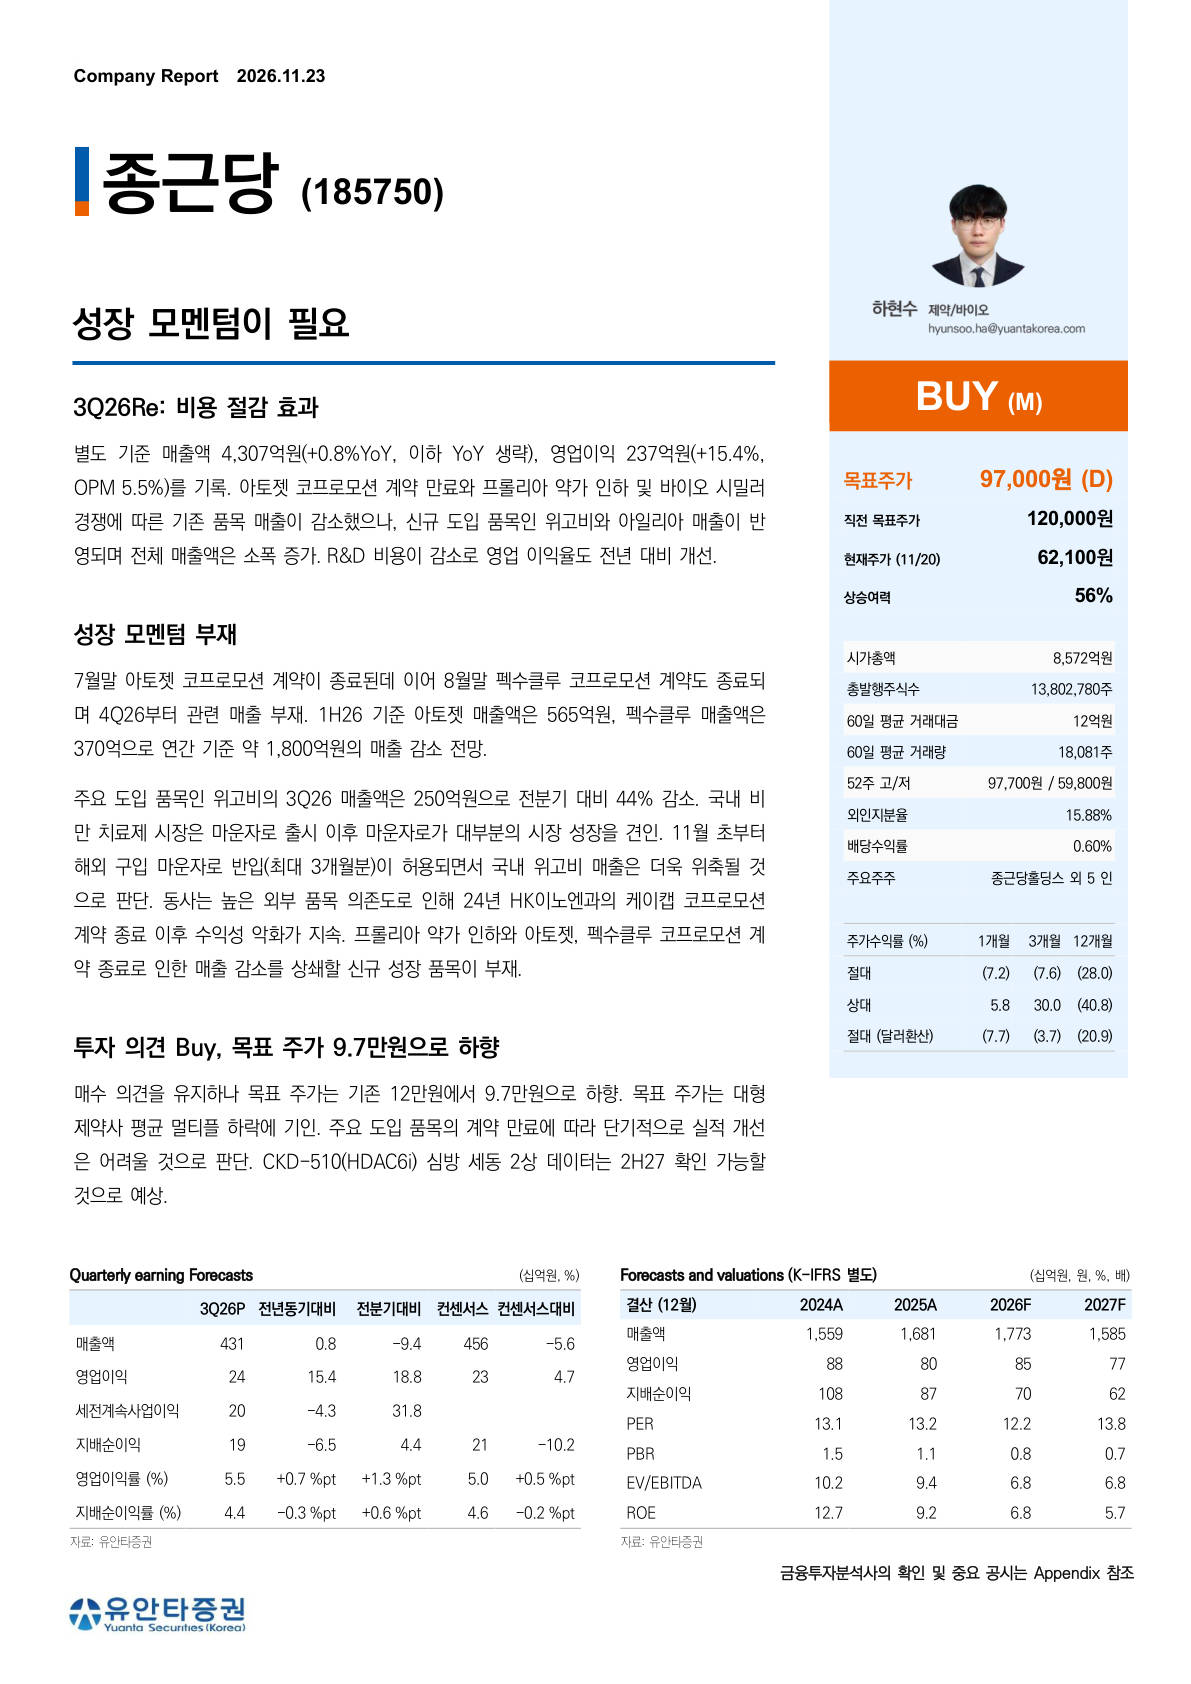 Company Report 2026.11.23
종근당 (185750)
성장 모멘텀이 필요
3Q26Re: 비용 절감 효과
별도 기준 매출액 4,307억원(+0.8%YoY, 이하 YoY 생략), 영업이익 237억원(+15.4%,
OPM 5.5%)를 기록. 아토젯 코프로모션 계약 만료와 프롤리아 약가 인하 및 바이오 시밀러
경쟁에 따른 기존 품목 매출이 감소했으나, 신규 도입 품목인 위고비와 아일리아 매출이 반
영되며 전체 매출액은 소폭 증가. R&D 비용이 감소로 영업 이익율도 전년 대비 개선.
성장 모멘텀 부재
7월말 아토젯 코프로모션 계약이 종료된데 이어 8월말 펙수클루 코프로모션 계약도 종료되
며 4Q26부터 관련 매출 부재. 1H26 기준 아토젯 매출액은 565억원, 펙수클루 매출액은
370억으로 연간 기준 약 1,800억원의 매출 감소 전망.
주요 도입 품목인 위고비의 3Q26 매출액은 250억원으로 전분기 대비 44% 감소. 국내 비
만 치료제 시장은 마운자로 출시 이후 마운자로가 대부분의 시장 성장을 견인. 11월 초부터
해외 구입 마운자로 반입(최대 3개월분)이 허용되면서 국내 위고비 매출은 더욱 위축될 것
으로 판단. 동사는 높은 외부 품목 의존도로 인해 24년 HK이노엔과의 케이캡 코프로모션
계약 종료 이후 수익성 악화가 지속. 프롤리아 약가 인하와 아토젯, 펙수클루 코프로모션 계
약 종료로 인한 매출 감소를 상쇄할 신규 성장 품목이 부재.
투자 의견 Buy, 목표 주가 9.7만원으로 하향
매수 의견을 유지하나 목표 주가는 기존 12만원에서 9.7만원으로 하향. 목표 주가는 대형
제약사 평균 멀티플 하락에 기인. 주요 도입 품목의 계약 만료에 따라 단기적으로 실적 개선
은 어려울 것으로 판단. CKD-510(HDAC6i) 심방 세동 2상 데이터는 2H27 확인 가능할
것으로 예상.
하현수 제약/바이오
hyunsoo.ha@yuantakorea.com
BUY (M)
목표주가 97,000원 (D)
직전 목표주가 120,000원
현재주가 (11/20) 62,100원
상승여력 56%
시가총액 8,572억원
총발행주식수 13,802,780주
60일 평균 거래대금 12억원
60일 평균 거래량 18,081주
52주 고/저 97,700원 / 59,800원
외인지분율 15.88%
배당수익률 0.60%
주요주주 종근당홀딩스 외 5 인
주가수익률 (%) 1개월 3개월 12개월
절대 (7.2) (7.6) (28.0)
상대 5.8 30.0 (40.8)
절대 (달러환산) (7.7) (3.7) (20.9)
Quarterly earning Forecasts (십억원, %)
3Q26P 전년동기대비 전분기대비 컨센서스 컨센서스대비
매출액 431 0.8 -9.4 456 -5.6
영업이익 24 15.4 18.8 23 4.7
세전계속사업이익 20 -4.3 31.8
지배순이익 19 -6.5 4.4 21 -10.2
영업이익률 (%) 5.5 +0.7 %pt +1.3 %pt 5.0 +0.5 %pt
지배순이익률 (%) 4.4 -0.3 %pt +0.6 %pt 4.6 -0.2 %pt
자료: 유안타증권
Forecasts and valuations (K-IFRS 별도) (십억원, 원, %, 배)
결산 (12월) 2024A 2025A 2026F 2027F
매출액 1,559 1,681 1,773 1,585
영업이익 88 80 85 77
지배순이익 108 87 70 62
PER 13.1 13.2 12.2 13.8
PBR 1.5 1.1 0.8 0.7
EV/EBITDA 10.2 9.4 6.8 6.8
ROE 12.7 9.2 6.8 5.7
자료: 유안타증권
금융투자분석사의 확인 및 중요 공시는 Appendix 참조
유안타증권
Yuanta Securities (Korea)